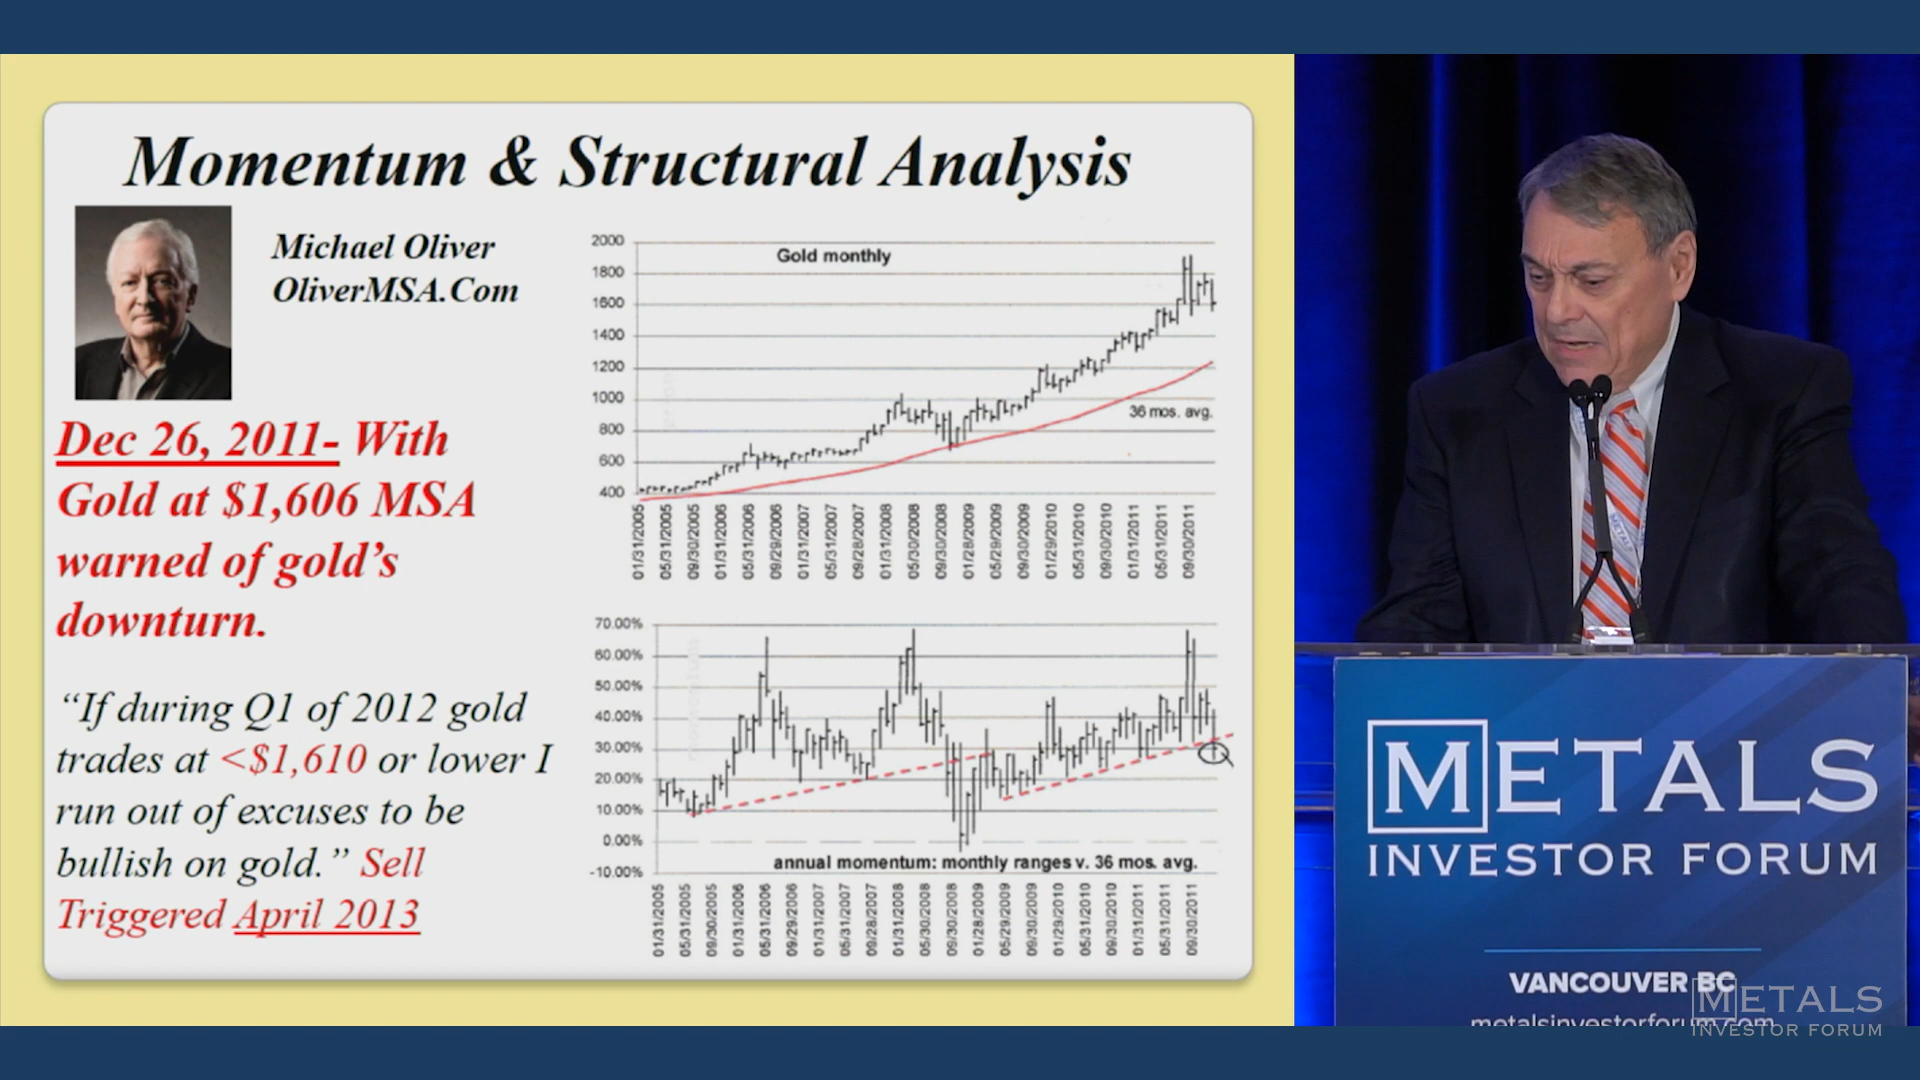 Momentum & Structural Analysis
Michael Oliver
OliverMSA.Com
Dec 26, 2011- With
Gold at $1,606 MSA
warned of gold's
downturn.
“If during Q1 of 2012 gold
trades at <$1,610 or lower I
run out of excuses to be
bullish on gold.” Sell
Triggered April 2013
Gold monthly
2000
1800
1600
1400
1200
1000
800
600
400
36 mos. avg.
01/31/2005
05/31/2005
09/30/2005
01/31/2006
05/31/2006
09/29/2006
01/31/2007
05/31/2007
09/28/2007
01/31/2008
05/30/2008
09/30/2008
01/28/2009
05/29/2009
09/30/2009
01/29/2010
05/31/2010
09/30/2010
01/31/2011
05/31/2011
09/30/2011
70.00%
60.00%
50.00%
40.00%
30.00%
20.00%
10.00%
0.00%
-10.00%
annual momentum: monthly ranges v. 36 mos. avg.
01/31/2005
05/31/2005
09/30/2005
01/31/2006
05/31/2006
09/29/2006
01/31/2007
05/31/2007
09/28/2007
01/31/2008
05/30/2008
09/30/2008
01/28/2009
05/29/2009
09/30/2009
01/29/2010
05/31/2010
09/30/2010
01/31/2011
05/31/2011
09/30/2011
METALS
METALS
INVESTOR FORUM
VANCOUVER BC
metalsinvestorforum.com
METALS
INVESTOR FORUM